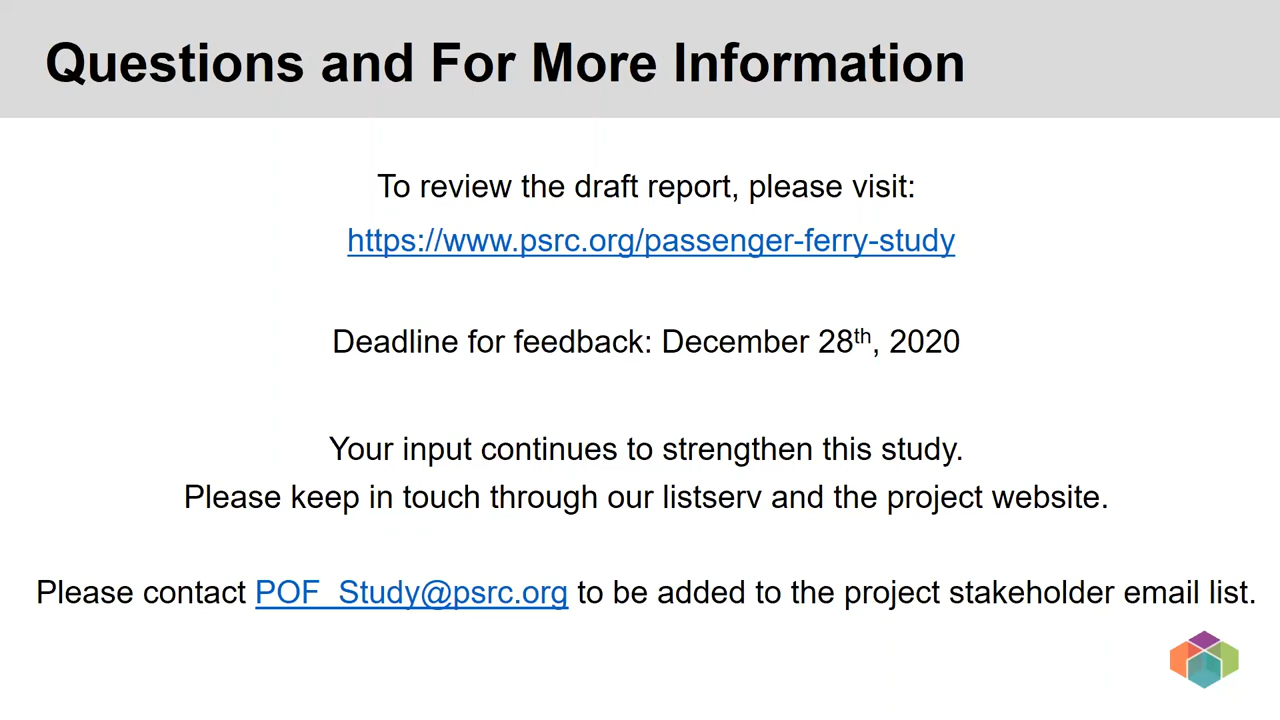 Questions and For More Information
To review the draft report, please visit:
https://www.psrc.org/passenger-ferry-study
Deadline for feedback: December 28th, 2020
Your input continues to strengthen this study.
Please keep in touch through our listserv and the project website.
Please contact POF_Study@psrc.org to be added to the project stakeholder email list.